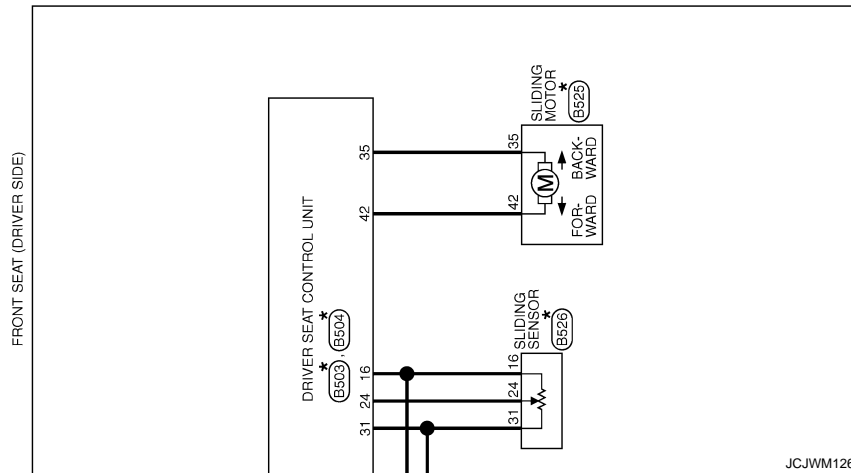 FRONT SEAT (DRIVER SIDE)
DRIVER SEAT CONTROL UNIT
* *
B503 , B504
35
42
16
24
31
SLIDING
MOTOR
*
B525
35
42
M
BACK-
WARD
FOR-
WARD
SLIDING
SENSOR
*
B526
16
24
31
JCJWM126